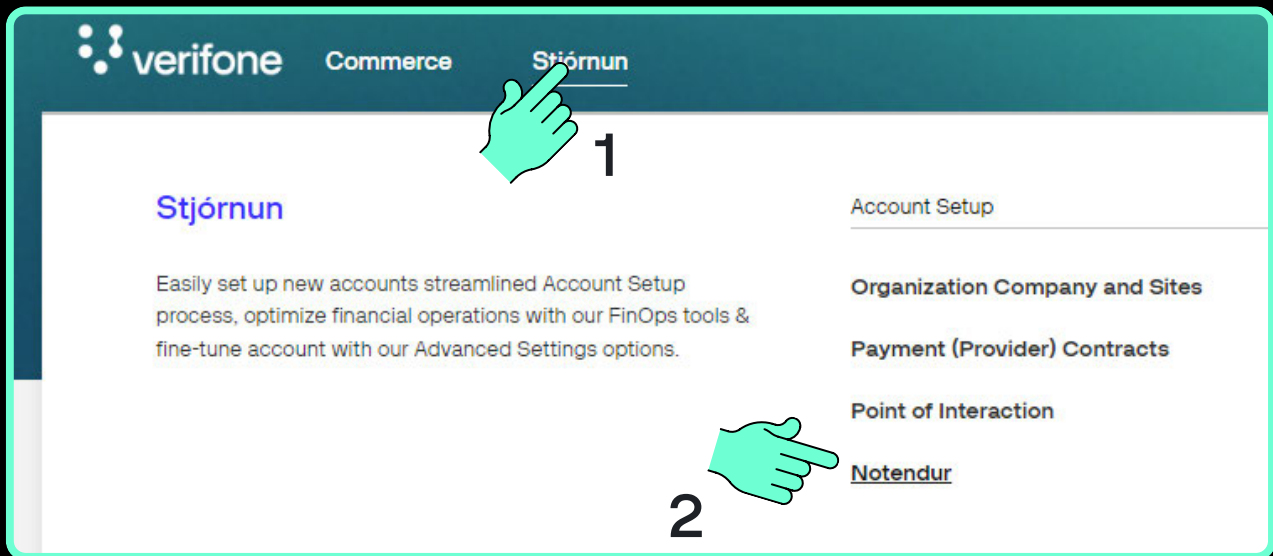 verifone Commerce Stjórnun
1
Stjórnun
Easily set up new accounts streamlined Account Setup
process, optimize financial operations with our FinOps tools &
fine-tune account with our Advanced Settings options.
Account Setup
Organization Company and Sites
Payment (Provider) Contracts
Point of Interaction
Notendur
2